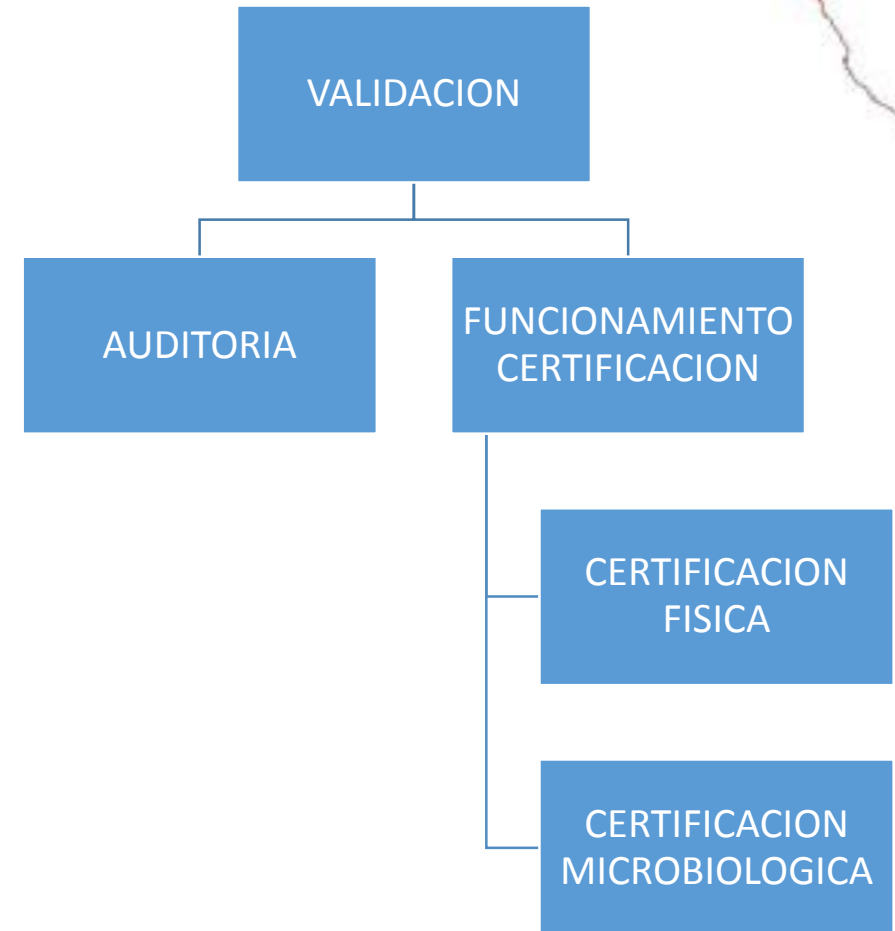 VALIDACION
AUDITORIA
FUNCIONAMIENTO
CERTIFICACION
CERTIFICACION
FISICA
CERTIFICACION
MICROBIOLOGICA